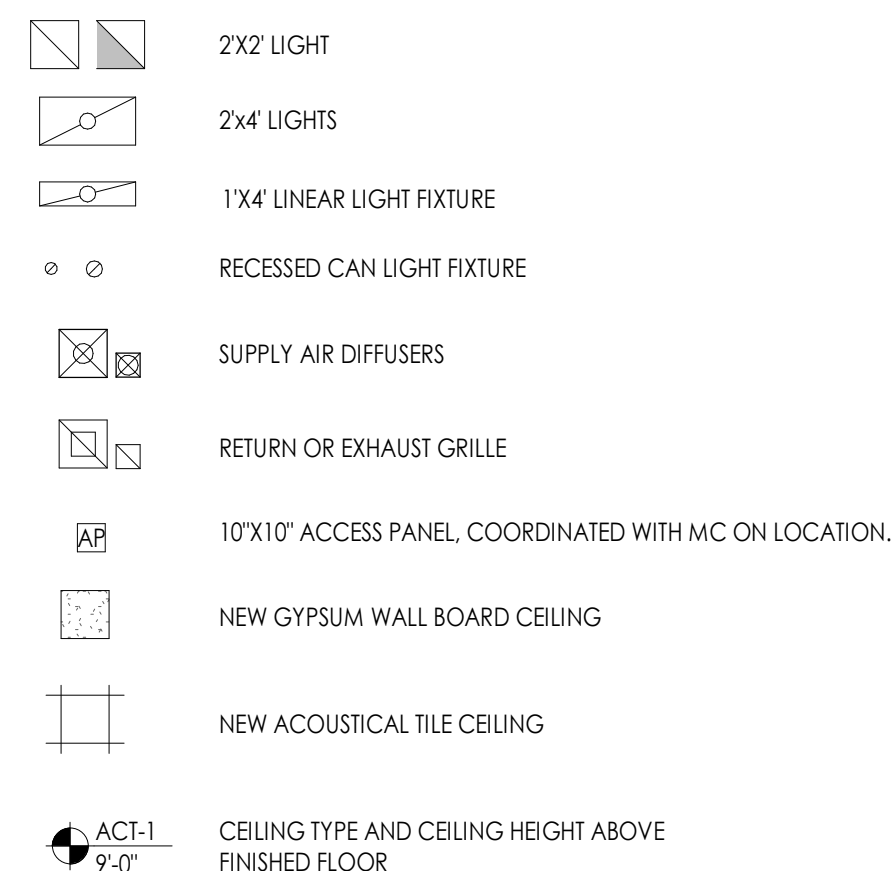 2'X2' LIGHT
2'x4' LIGHTS
1'X4' LINEAR LIGHT FIXTURE
RECESSED CAN LIGHT FIXTURE
SUPPLY AIR DIFFUSERS
RETURN OR EXHAUST GRILLE
AP 10"X10" ACCESS PANEL, COORDINATED WITH MC ON LOCATION.
NEW GYPSUM WALL BOARD CEILING
NEW ACOUSTICAL TILE CEILING
ACT-1 CEILING TYPE AND CEILING HEIGHT ABOVE
9'-0" FINISHED FLOOR